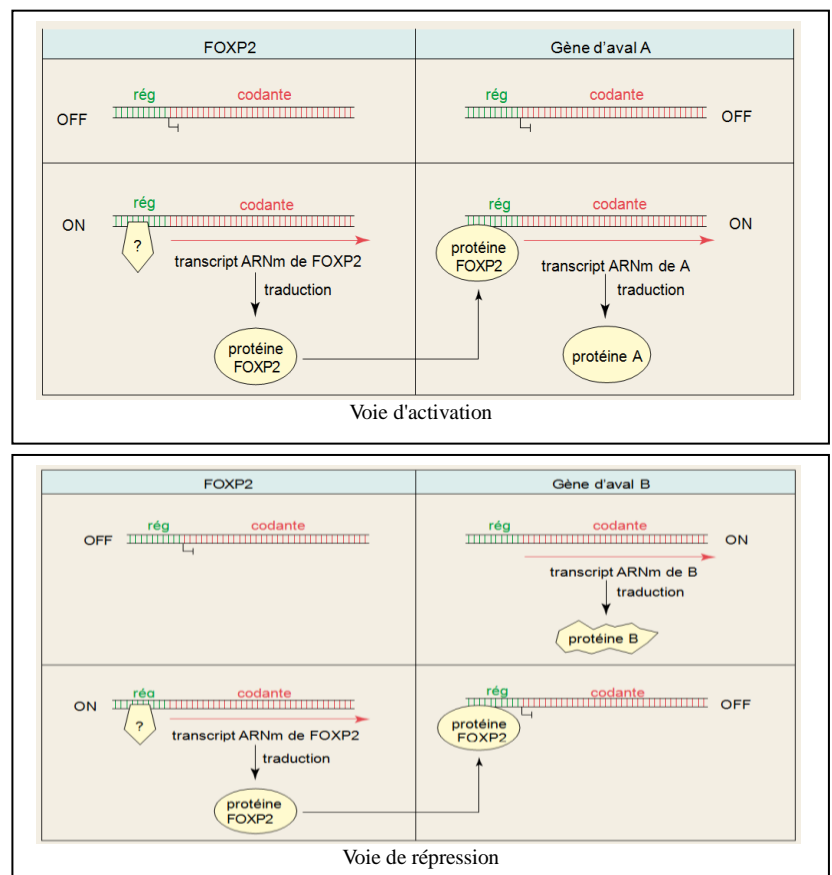 FOXP2 Gène d'aval A
rég codante rég codante
OFF OFF
rég codante rég codante
ON ON
? protéine FOXP2
transcript ARNm de FOXP2 transcript ARNm de A
traduction traduction
protéine FOXP2 protéine A
Voie d'activation
FOXP2 Gène d'aval B
rég codante rég codante
OFF ON
transcript ARNm de B
traduction
protéine B
rég codante rég codante
ON OFF
? protéine FOXP2
transcript ARNm de FOXP2
traduction
protéine FOXP2
Voie de répression